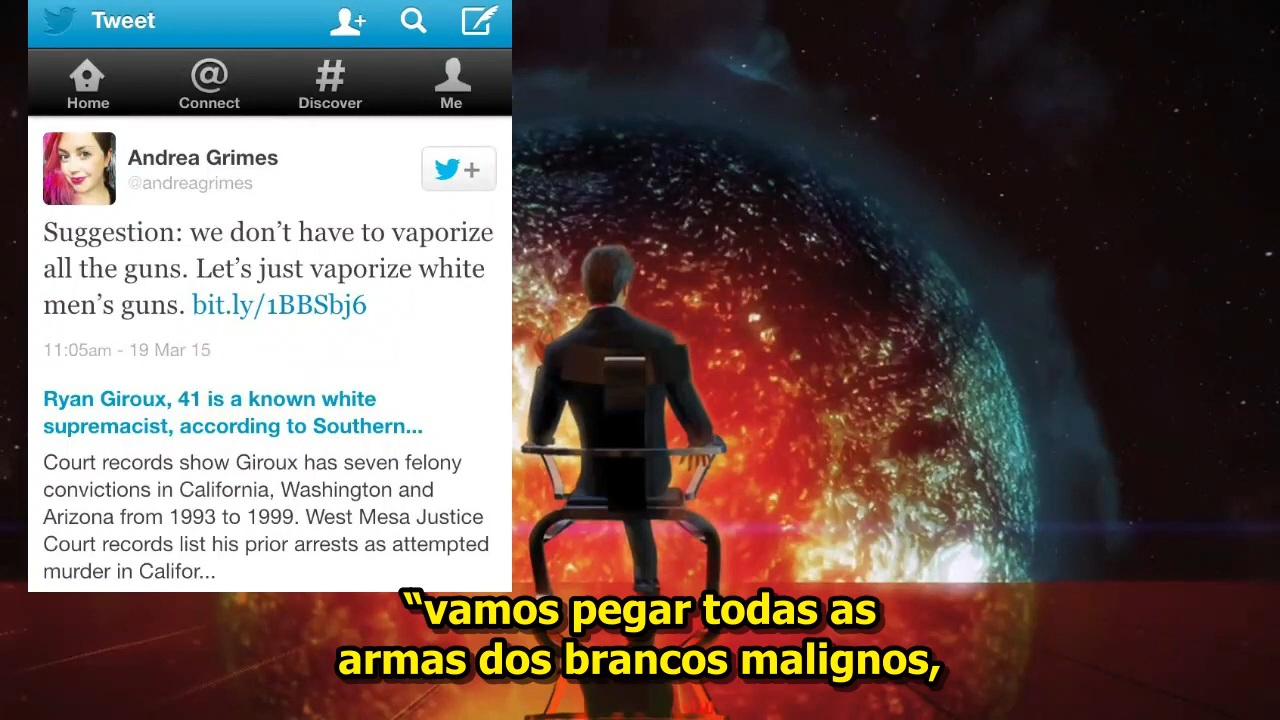 Tweet
Home
Connect
Discover
Me
Andrea Grimes
@andreagrimes
Suggestion: we don’t have to vaporize
all the guns. Let’s just vaporize white
men’s guns. bit.ly/1BBSbj6
11:05am - 19 Mar 15
Ryan Giroux, 41 is a known white
supremacist, according to Southern...
Court records show Giroux has seven felony
convictions in California, Washington and
Arizona from 1993 to 1999. West Mesa Justice
Court records list his prior arrests as attempted
murder in Califor...
“vamos pegar todas as
armas dos brancos malignos,